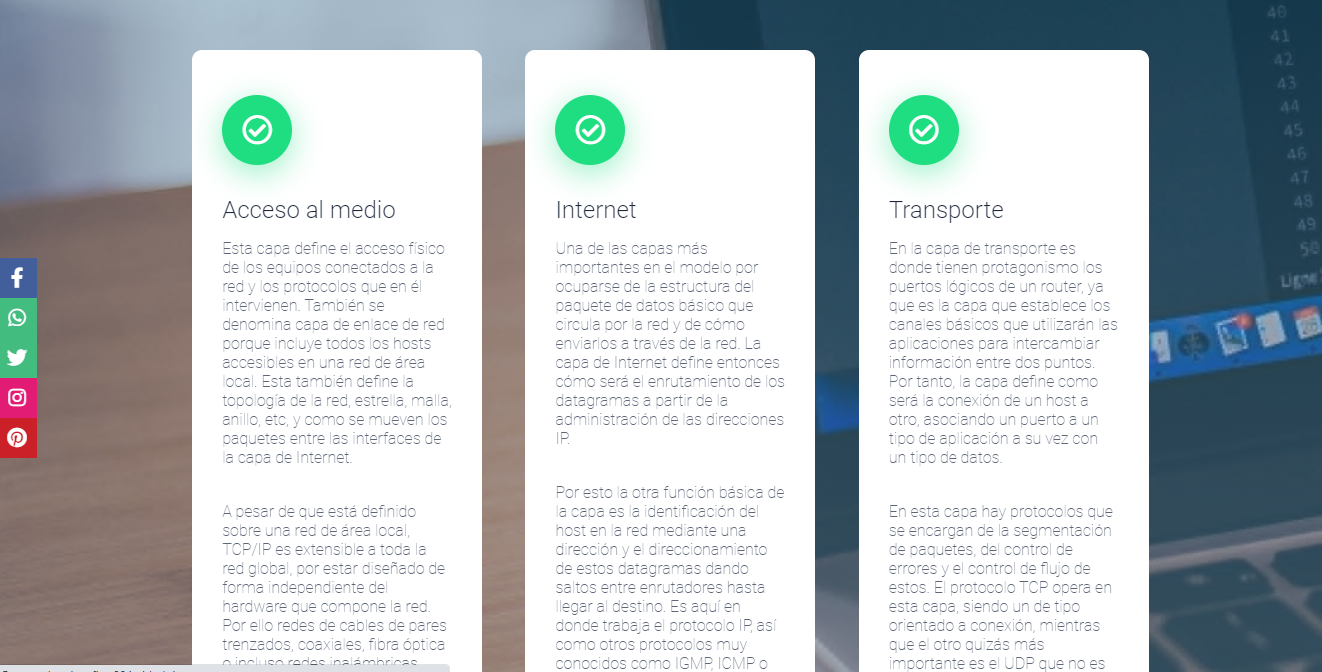 Acceso al medio
Esta capa define el acceso físico
de los equipos conectados a la
red y los protocolos que en él
intervienen. También se
denomina capa de enlace de red
porque incluye todos los hosts
accesibles en una red de área
local. Esta también define la
topología de la red, estrella, malla,
anillo, etc, y como se mueven los
paquetes entre las interfaces de
la capa de Internet.
A pesar de que está definido
sobre una red de área local,
TCP/IP es extensible a toda la
red global, por estar diseñado de
forma independiente del
hardware que compone la red.
Por ello redes de cables de pares
trenzados, coaxiales, fibra óptica
o incluso redes inalámbricas
Internet
Una de las capas más
importantes en el modelo por
ocuparse de la estructura del
paquete de datos básico que
circula por la red y de cómo
enviarlos a través de la red. La
capa de Internet define entonces
cómo será el enrutamiento de los
datagramas a partir de la
administración de las direcciones
IP.
Por esto la otra función básica de
la capa es la identificación del
host en la red mediante una
dirección y el direccionamiento
de estos datagramas dando
saltos entre enrutadores hasta
llegar al destino. Es aquí en
donde trabaja el protocolo IP, así
como otros protocolos muy
conocidos como IGMP, ICMP o
Transporte
En la capa de transporte es
donde tienen protagonismo los
puertos lógicos de un router, ya
que es la capa que establece los
canales básicos que utilizarán las
aplicaciones para intercambiar
información entre dos puntos.
Por tanto, la capa define como
será la conexión de un host a
otro, asociando un puerto a un
tipo de aplicación a su vez con
un tipo de datos.
En esta capa hay protocolos que
se encargan de la segmentación
de paquetes, del control de
errores y el control de flujo de
estos. El protocolo TCP opera en
esta capa, siendo un de tipo
orientado a conexión, mientras
que el otro quizás más
importante es el UDP que no es
40
41
42
43
44
45
46
47
48
49
50
Ligne